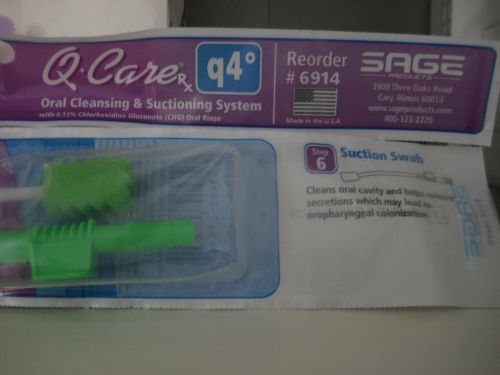 Q·Care Rx q4°
Oral Cleansing & Suctioning System
with 0.12% Chlorhexidine Gluconate (CHG) Oral Rinse
Reorder
# 6914
Made in the U.S.A.
SAGE
PRODUCTS
3909 Three Oaks Road
Cary, Illinois 60013
www.sageproducts.com
800-323-2220
Step
6
Suction Swab
Cleans oral cavity and helps remove
secretions which may lead to
oropharyngeal colonization.
SAGE